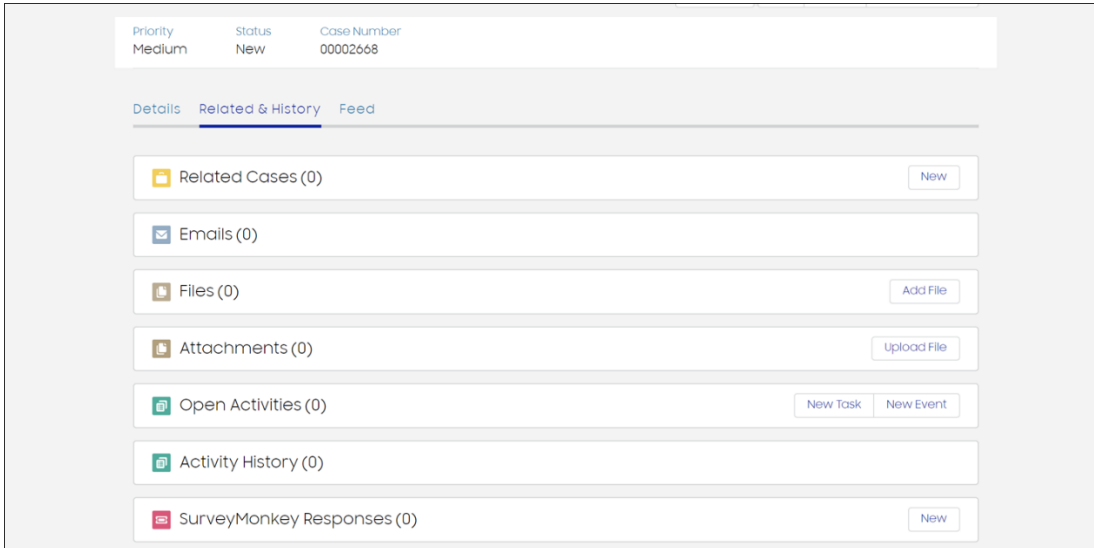 Priority Status Case Number
Medium New 00002668
Details Related & History Feed
Related Cases (0) New
Emails (0)
Files (0) Add File
Attachments (0) Upload File
Open Activities (0) New Task New Event
Activity History (0)
SurveyMonkey Responses (0) New